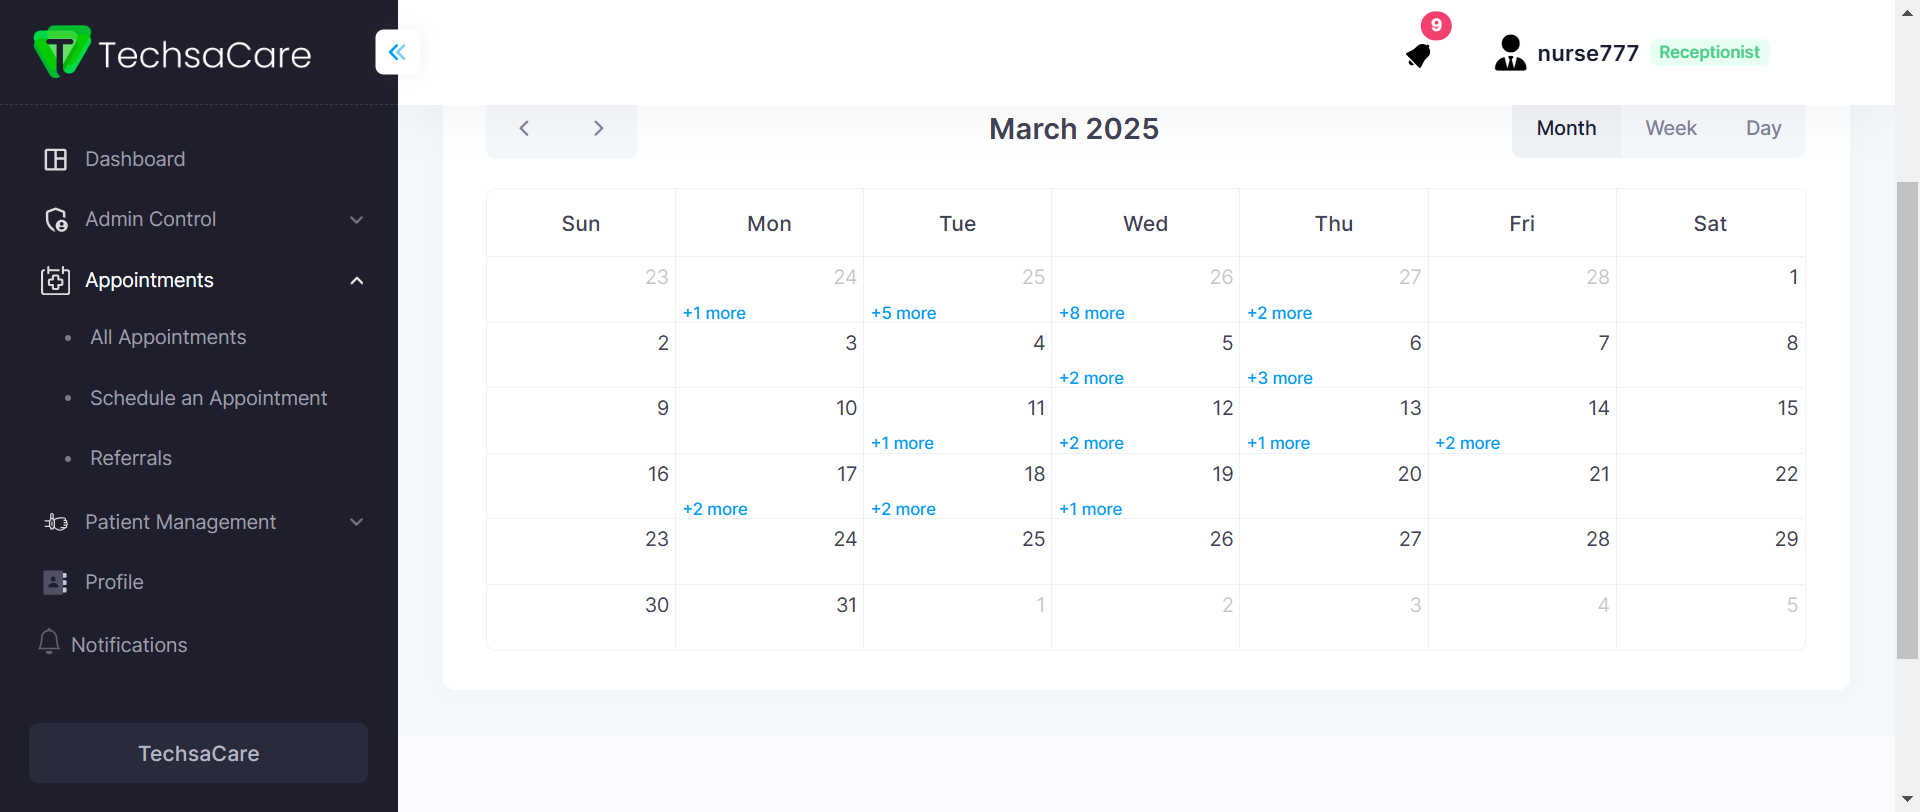 TechsaCare
9
nurse777 Receptionist
Dashboard
Admin Control
Appointments
All Appointments
Schedule an Appointment
Referrals
Patient Management
Profile
Notifications
TechsaCare
March 2025
Month Week Day
Sun Mon Tue Wed Thu Fri Sat
23 24 25 26 27 28 1
+1 more +5 more +8 more +2 more
2 3 4 5 6 7 8
+2 more +3 more
9 10 11 12 13 14 15
+1 more +2 more +1 more +2 more
16 17 18 19 20 21 22
+2 more +2 more +1 more
23 24 25 26 27 28 29
30 31 1 2 3 4 5